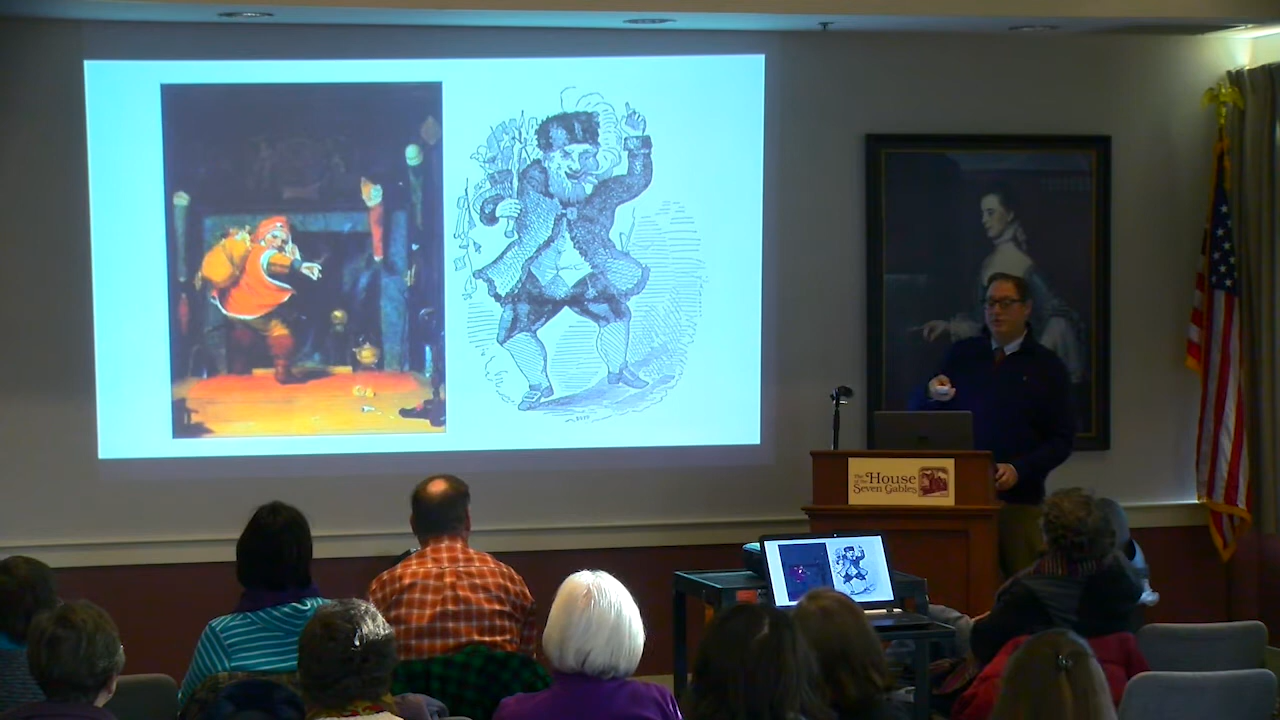 The House
of the
Seven Gables